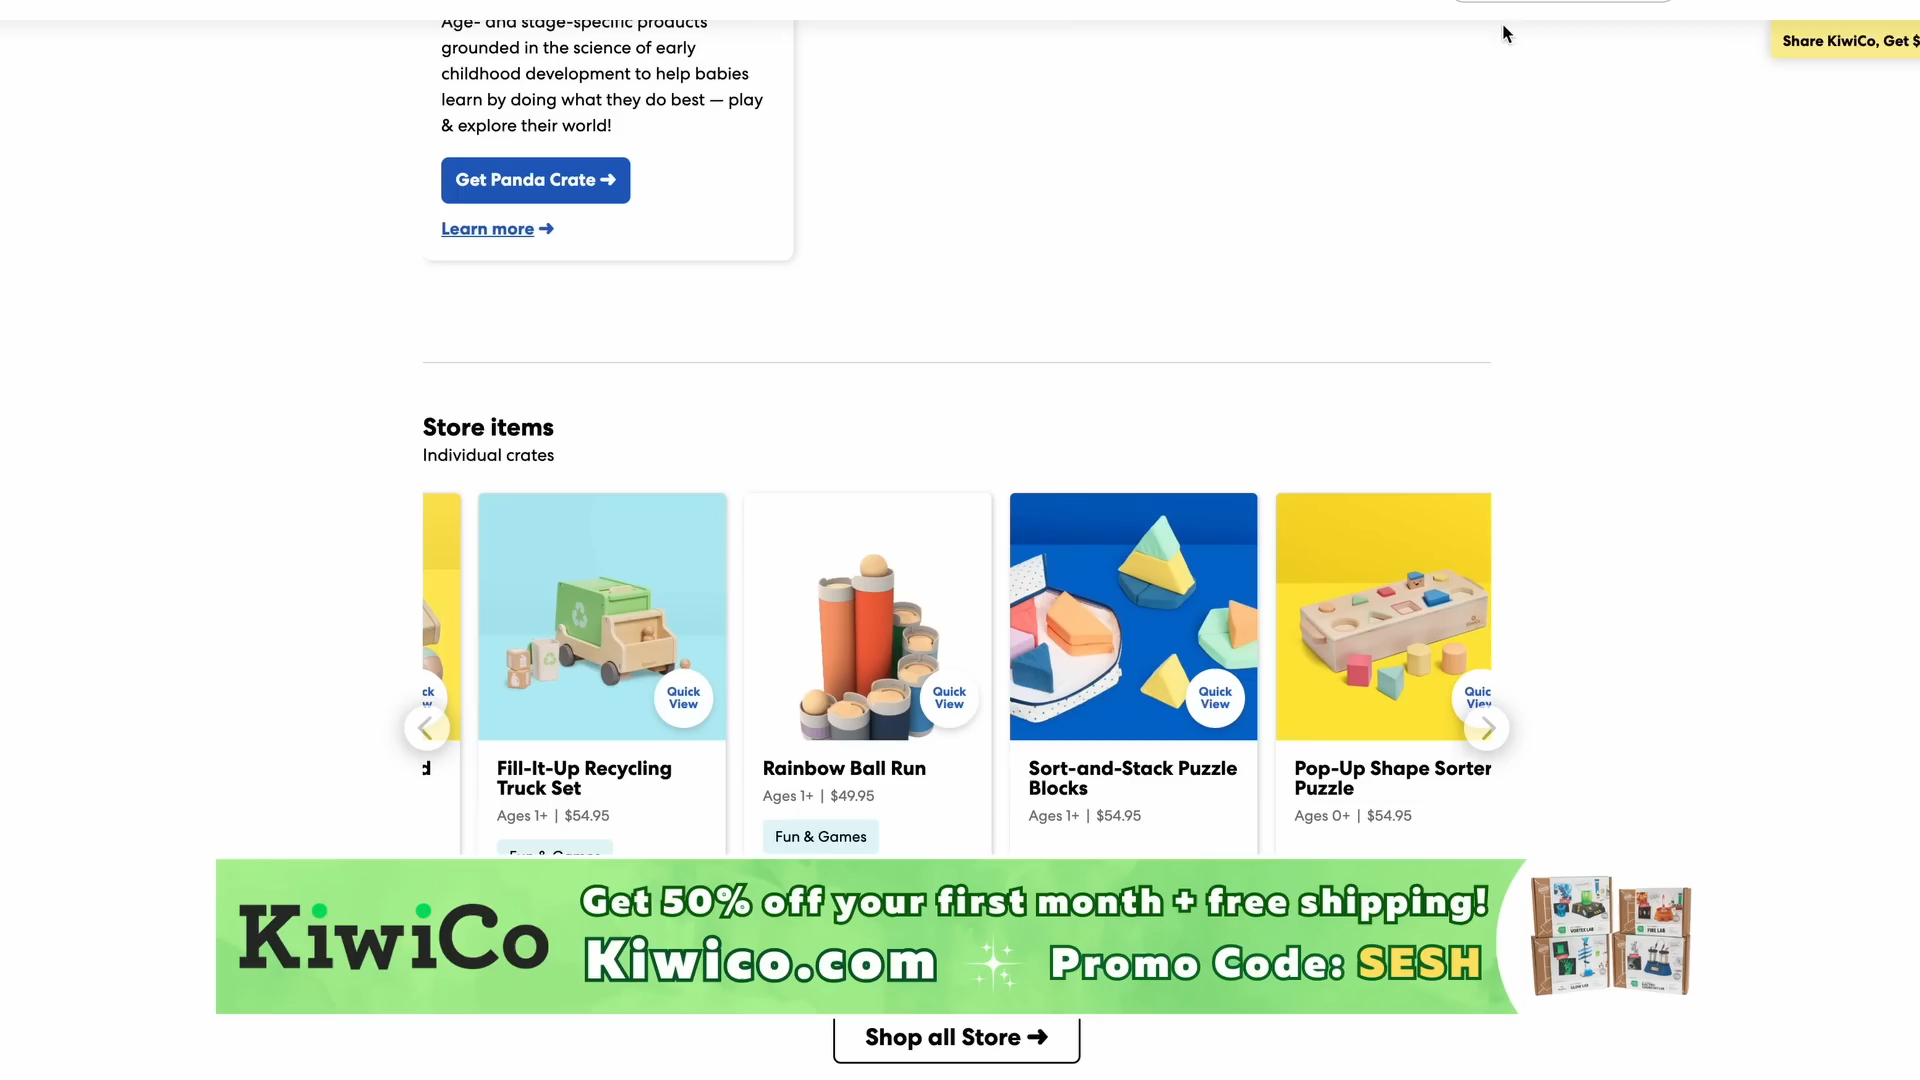 Age- and stage-specific products
grounded in the science of early
childhood development to help babies
learn by doing what they do best — play
& explore their world!
Get Panda Crate →
Learn more →
Share KiwiCo, Get $
Store items
Individual crates
Quick
View
Quick
View
Quick
View
Quic
Viev
ck
w
d
Fill-It-Up Recycling
Truck Set
Ages 1+ | $54.95
Fun & Games
Rainbow Ball Run
Ages 1+ | $49.95
Fun & Games
Sort-and-Stack Puzzle
Blocks
Ages 1+ | $54.95
Pop-Up Shape Sorter
Puzzle
Ages 0+ | $54.95
KiwiCo
Get 50% off your first month + free shipping!
Kiwico.com
Promo Code: SESH
Shop all Store →